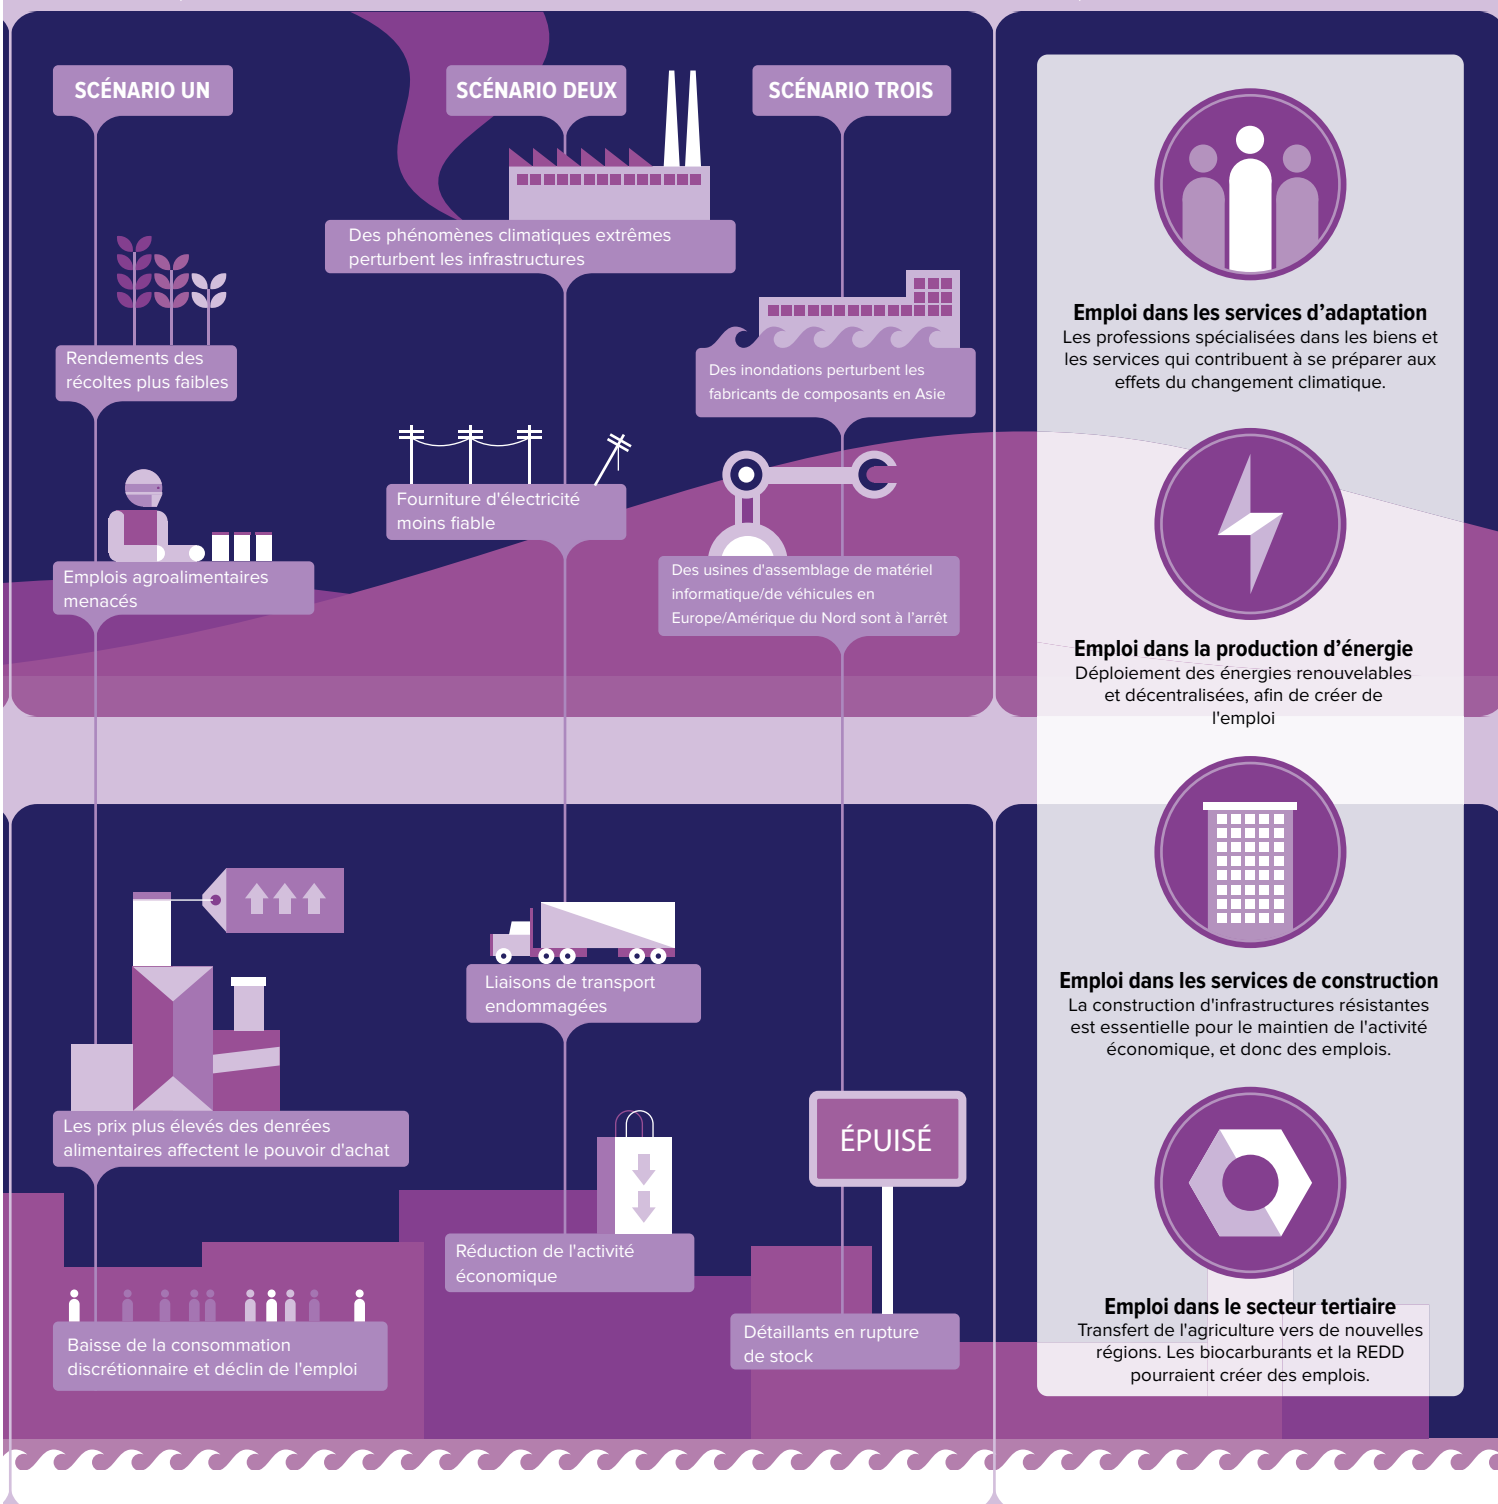 SCÉNARIO UN
Rendements des
récoltes plus faibles
Emplois agroalimentaires
menacés
Les prix plus élevés des denrées
alimentaires affectent le pouvoir d'achat
Baisse de la consommation
discrétionnaire et déclin de l'emploi
SCÉNARIO DEUX
Des phénomènes climatiques extrêmes
perturbent les infrastructures
Fourniture d'électricité
moins fiable
Liaisons de transport
endommagées
Réduction de l'activité
économique
SCÉNARIO TROIS
Des inondations perturbent les
fabricants de composants en Asie
Des usines d'assemblage de matériel
informatique/de véhicules en
Europe/Amérique du Nord sont à l'arrêt
ÉPUISÉ
Détaillants en rupture
de stock
Emploi dans les services d’adaptation
Les professions spécialisées dans les biens et
les services qui contribuent à se préparer aux
effets du changement climatique.
Emploi dans la production d’énergie
Déploiement des énergies renouvelables
et décentralisées, afin de créer de
l'emploi
Emploi dans les services de construction
La construction d'infrastructures résistantes
est essentielle pour le maintien de l'activité
économique, et donc des emplois.
Emploi dans le secteur tertiaire
Transfert de l'agriculture vers de nouvelles
régions. Les biocarburants et la REDD
pourraient créer des emplois.